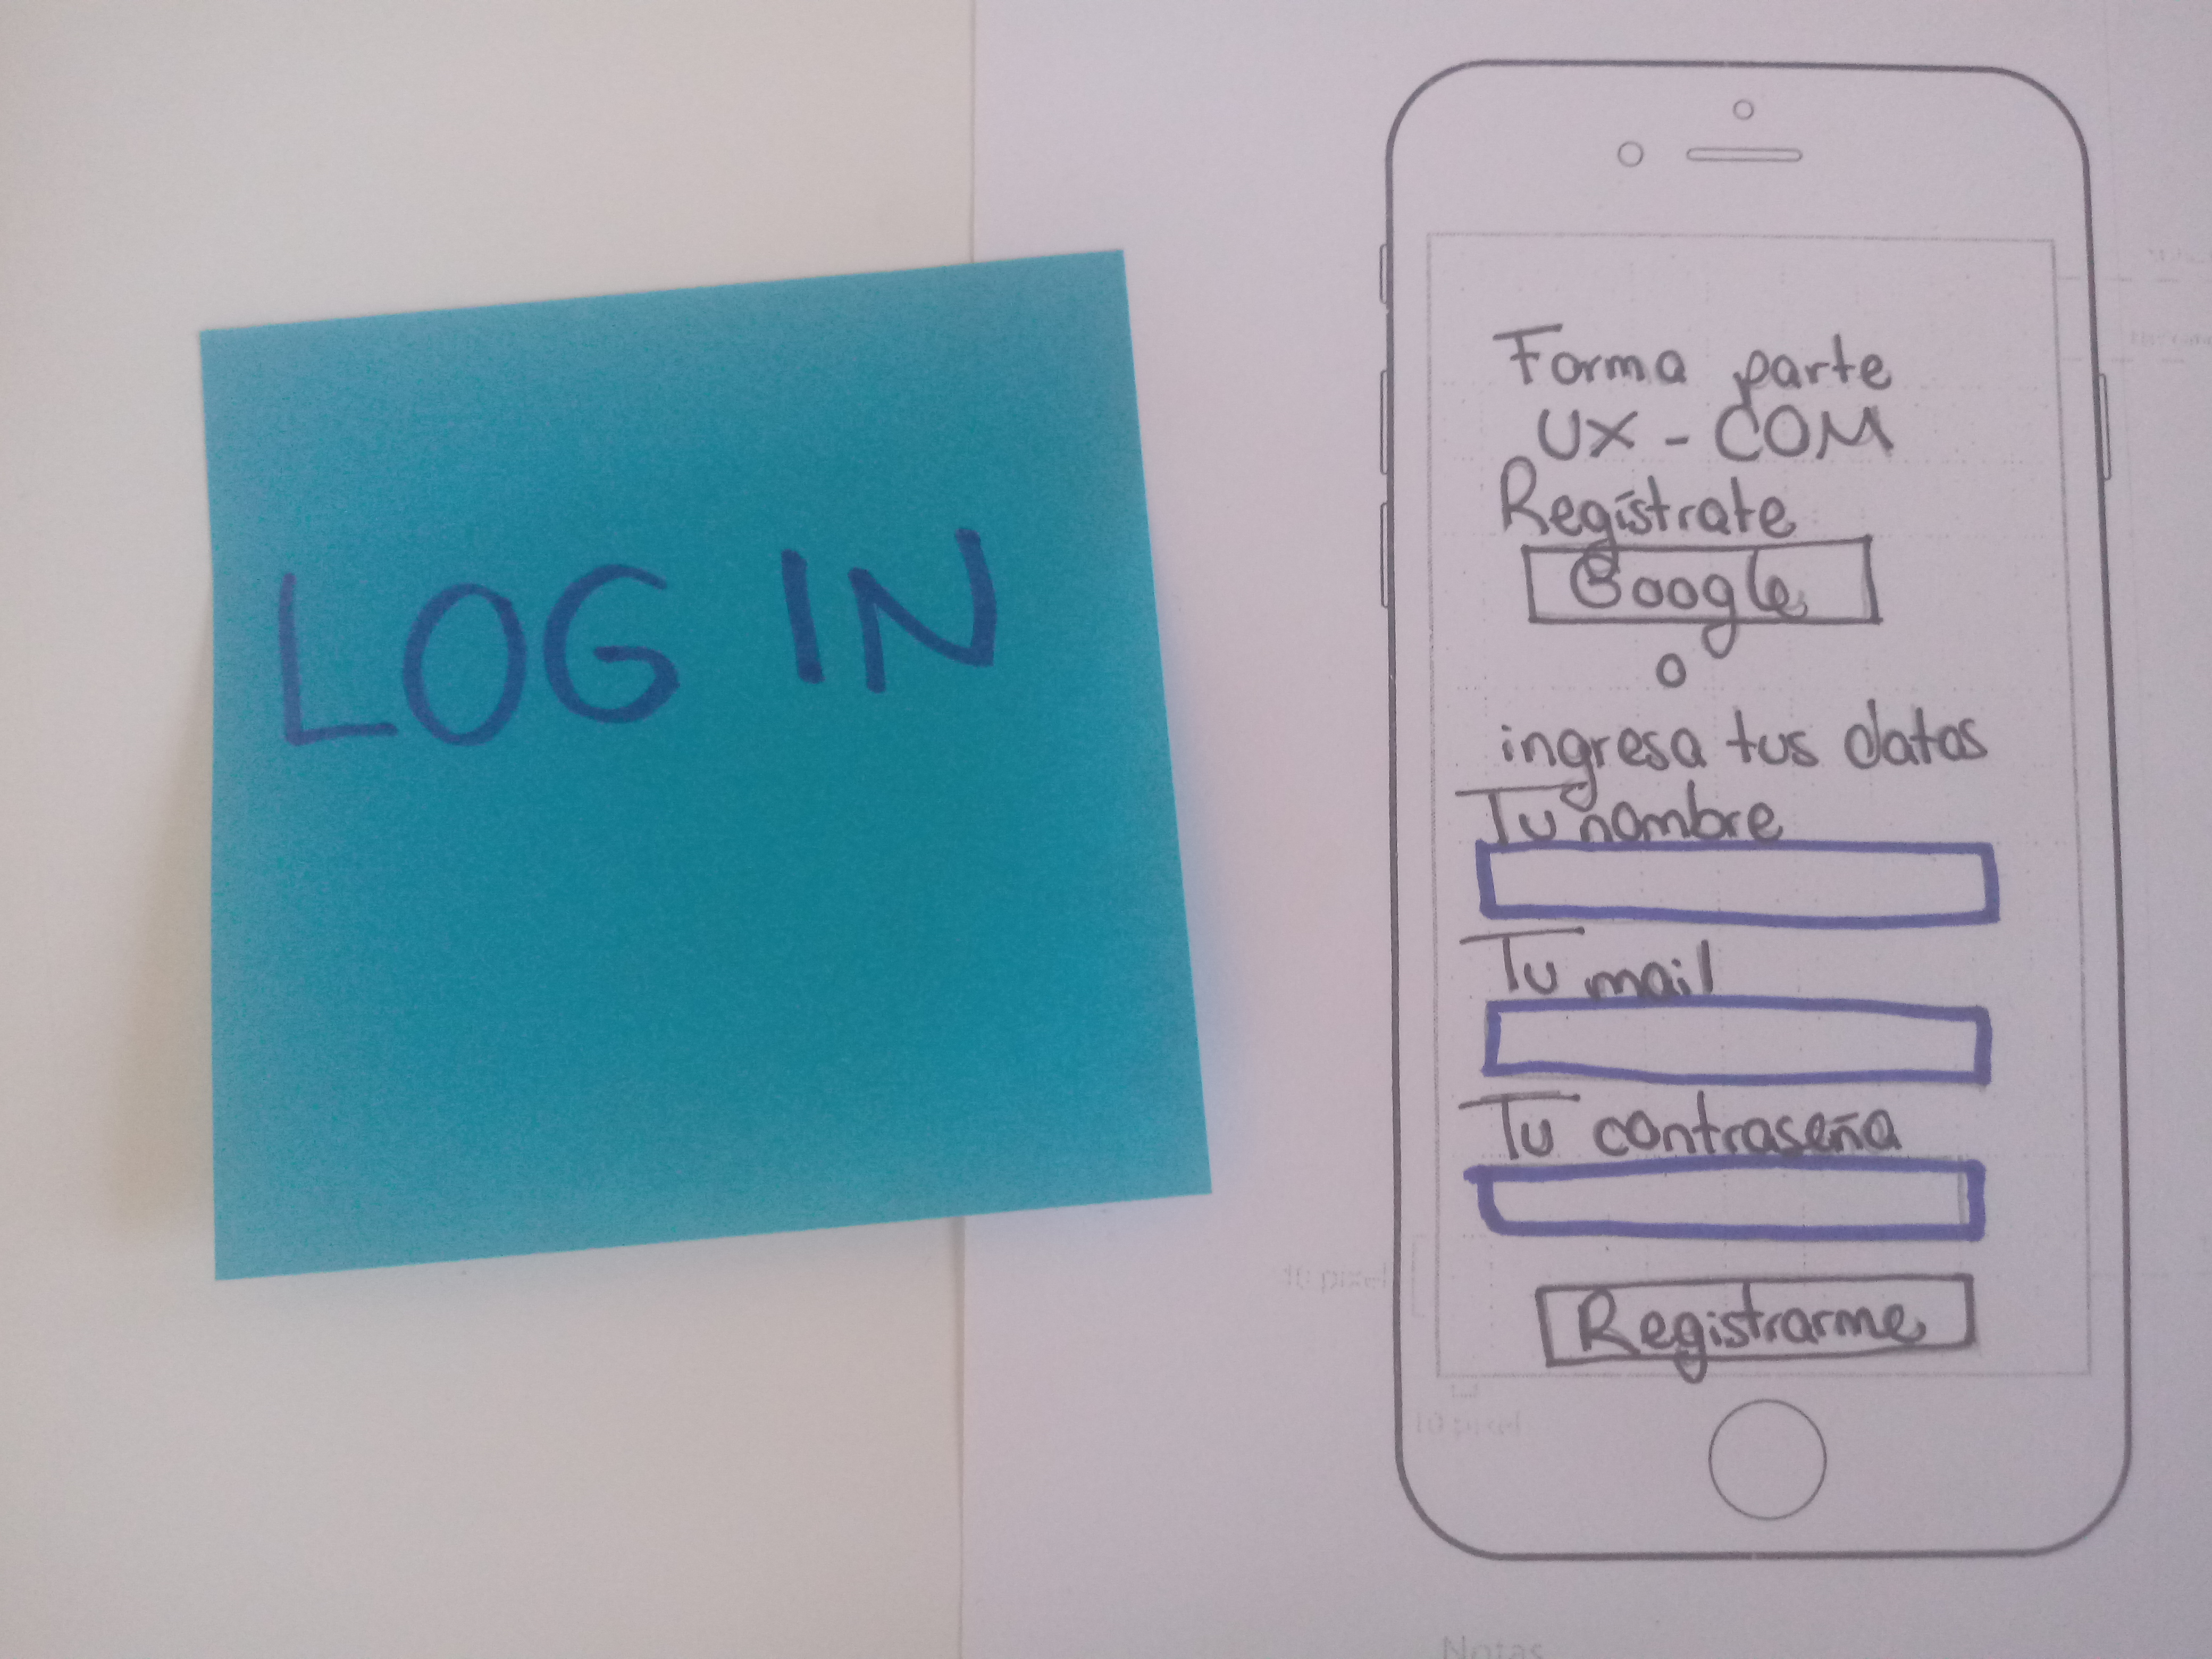 LOG IN
Forma parte
UX - COM
Regístrate
Google
o
ingresa tus datos
Tu nombre
Tu mail
Tu contraseña
Registrarme
10 pixel
10 pixel
Notas